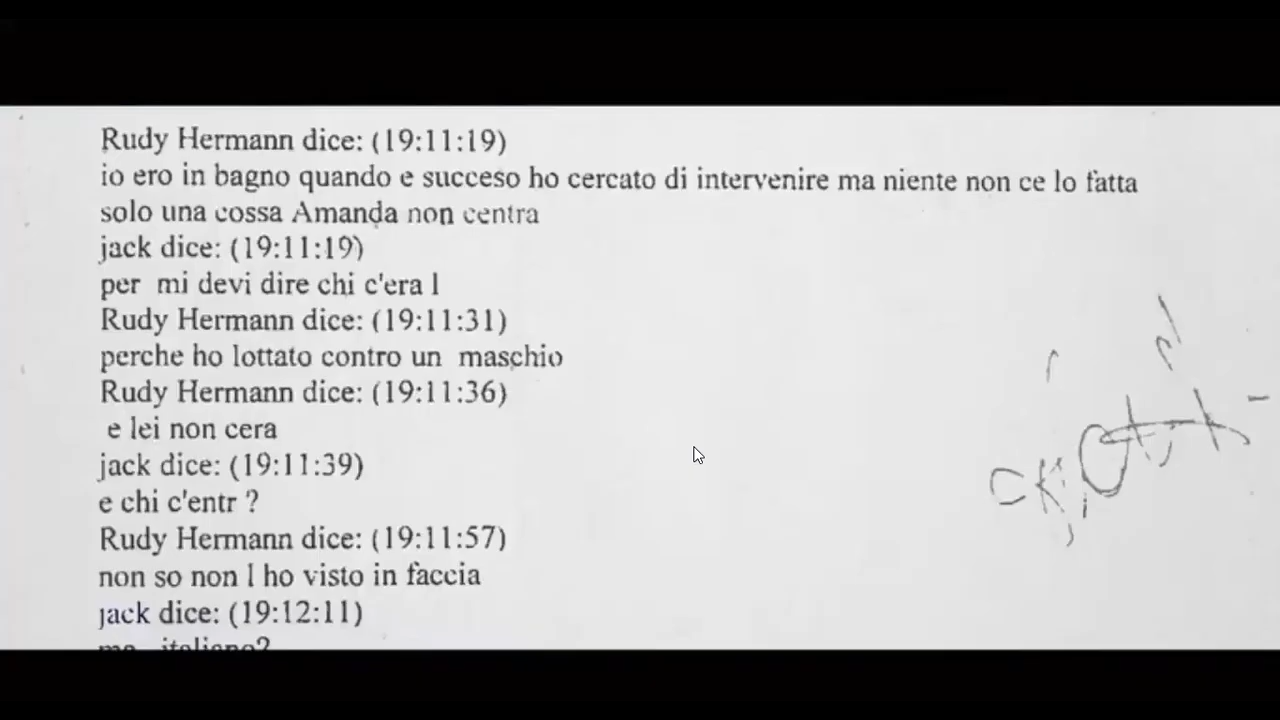 Rudy Hermann dice: (19:11:19)
io ero in bagno quando e succeso ho cercato di intervenire ma niente non ce lo fatta
solo una cossa Amanda non centra
jack dice: (19:11:19)
per mi devi dire chi c'era l
Rudy Hermann dice: (19:11:31)
perche ho lottato contro un maschio
Rudy Hermann dice: (19:11:36)
e lei non cera
jack dice: (19:11:39)
e chi c'entr ?
Rudy Hermann dice: (19:11:57)
non so non l ho visto in faccia
jack dice: (19:12:11)
ma italiano?